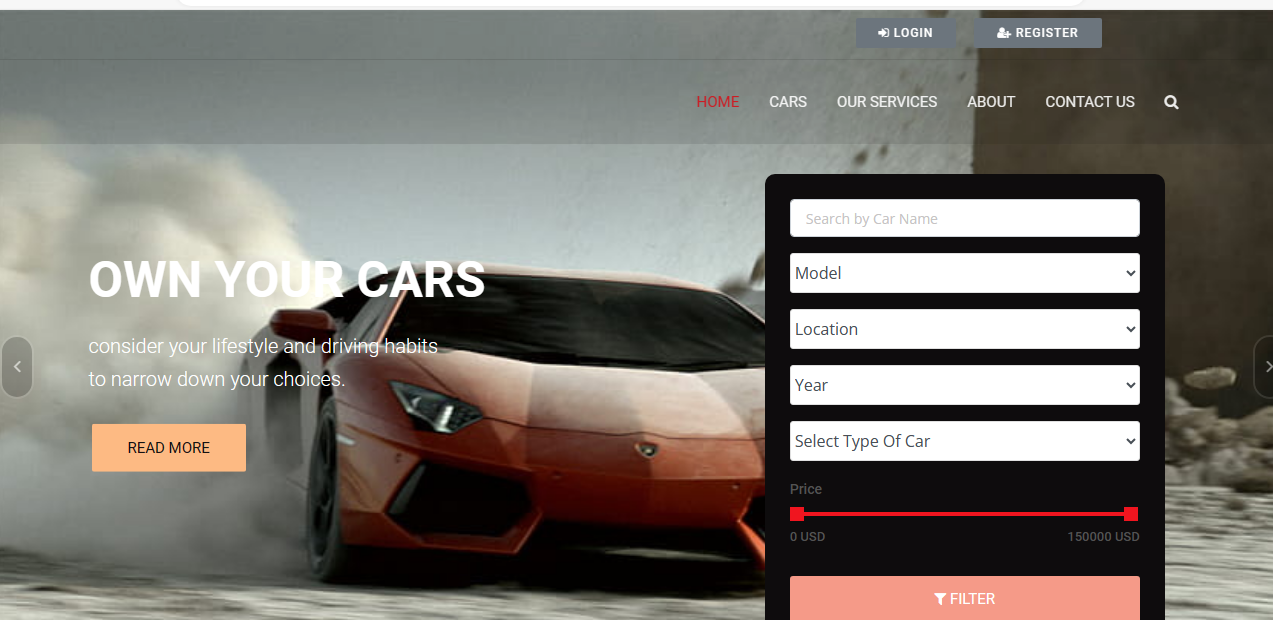 LOGIN
REGISTER
HOME
CARS
OUR SERVICES
ABOUT
CONTACT US
OWN YOUR CARS
consider your lifestyle and driving habits
to narrow down your choices.
READ MORE
Search by Car Name
Model
Location
Year
Select Type Of Car
Price
0 USD
150000 USD
FILTER